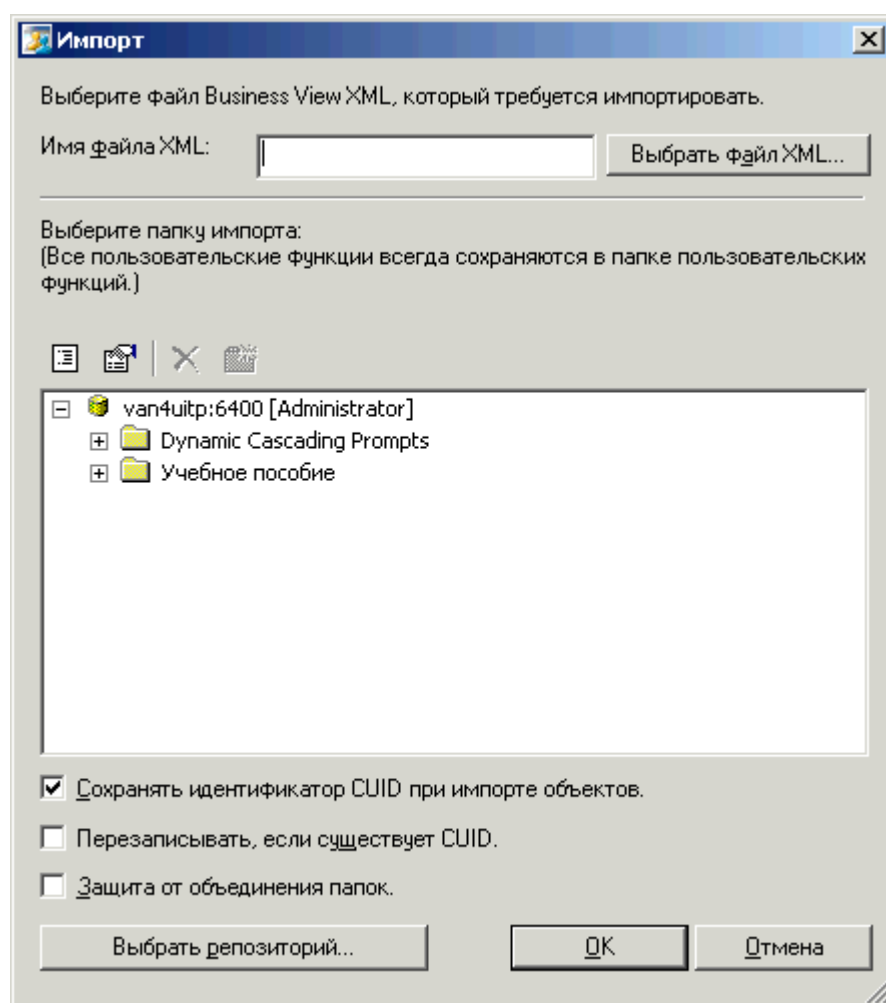 Импорт
Выберите файл Business View XML, который требуется импортировать.
Имя файла XML:
Выбрать файл XML...
Выберите папку импорта:
(Все пользовательские функции всегда сохраняются в папке пользовательских
функций.)
van4uitp:6400 [Administrator]
Dynamic Cascading Prompts
Учебное пособие
Сохранять идентификатор CUID при импорте объектов.
Перезаписывать, если существует CUID.
Защита от объединения папок.
Выбрать репозиторий...
OK
Отмена